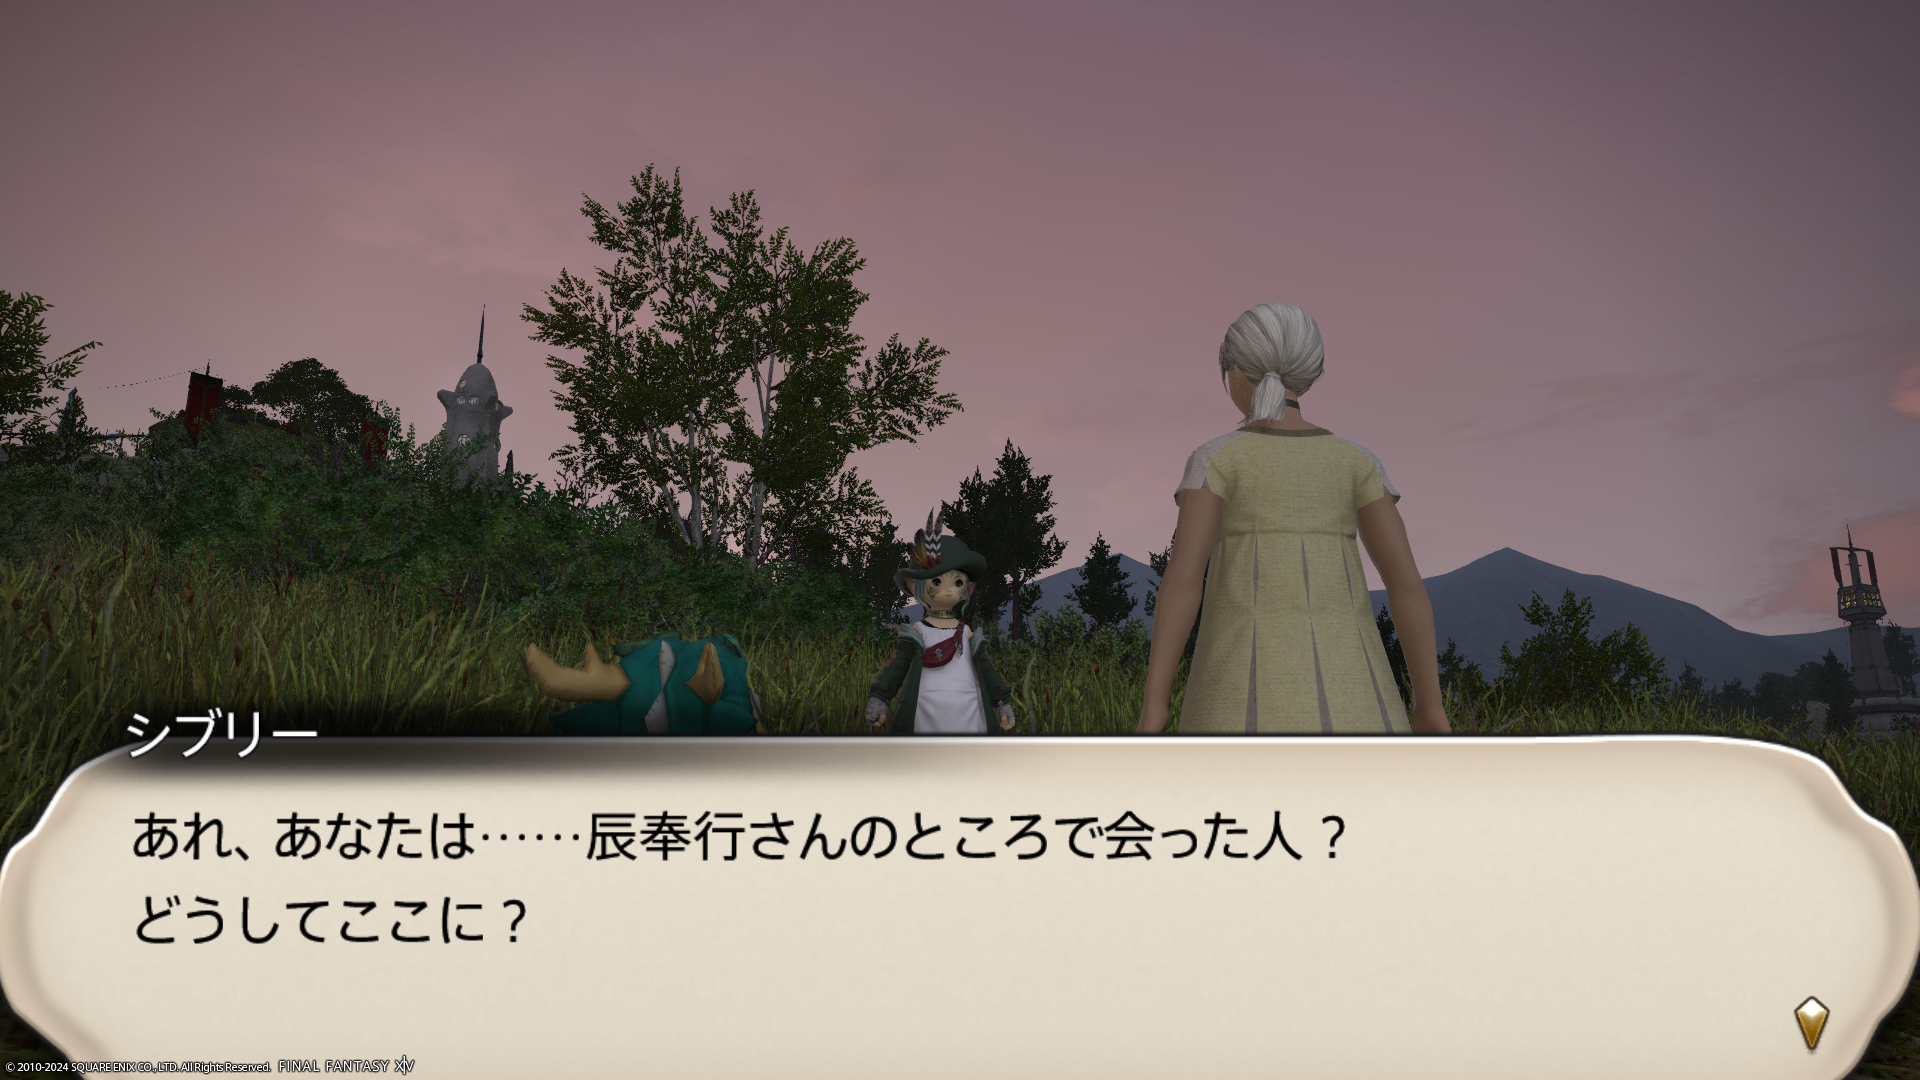 シブリー
あれ、あなたは……辰奉行さんのところで会った人？
どうしてここに？
© 2010-2024 SQUARE ENIX CO., LTD. All Rights Reserved. FINAL FANTASY XIV